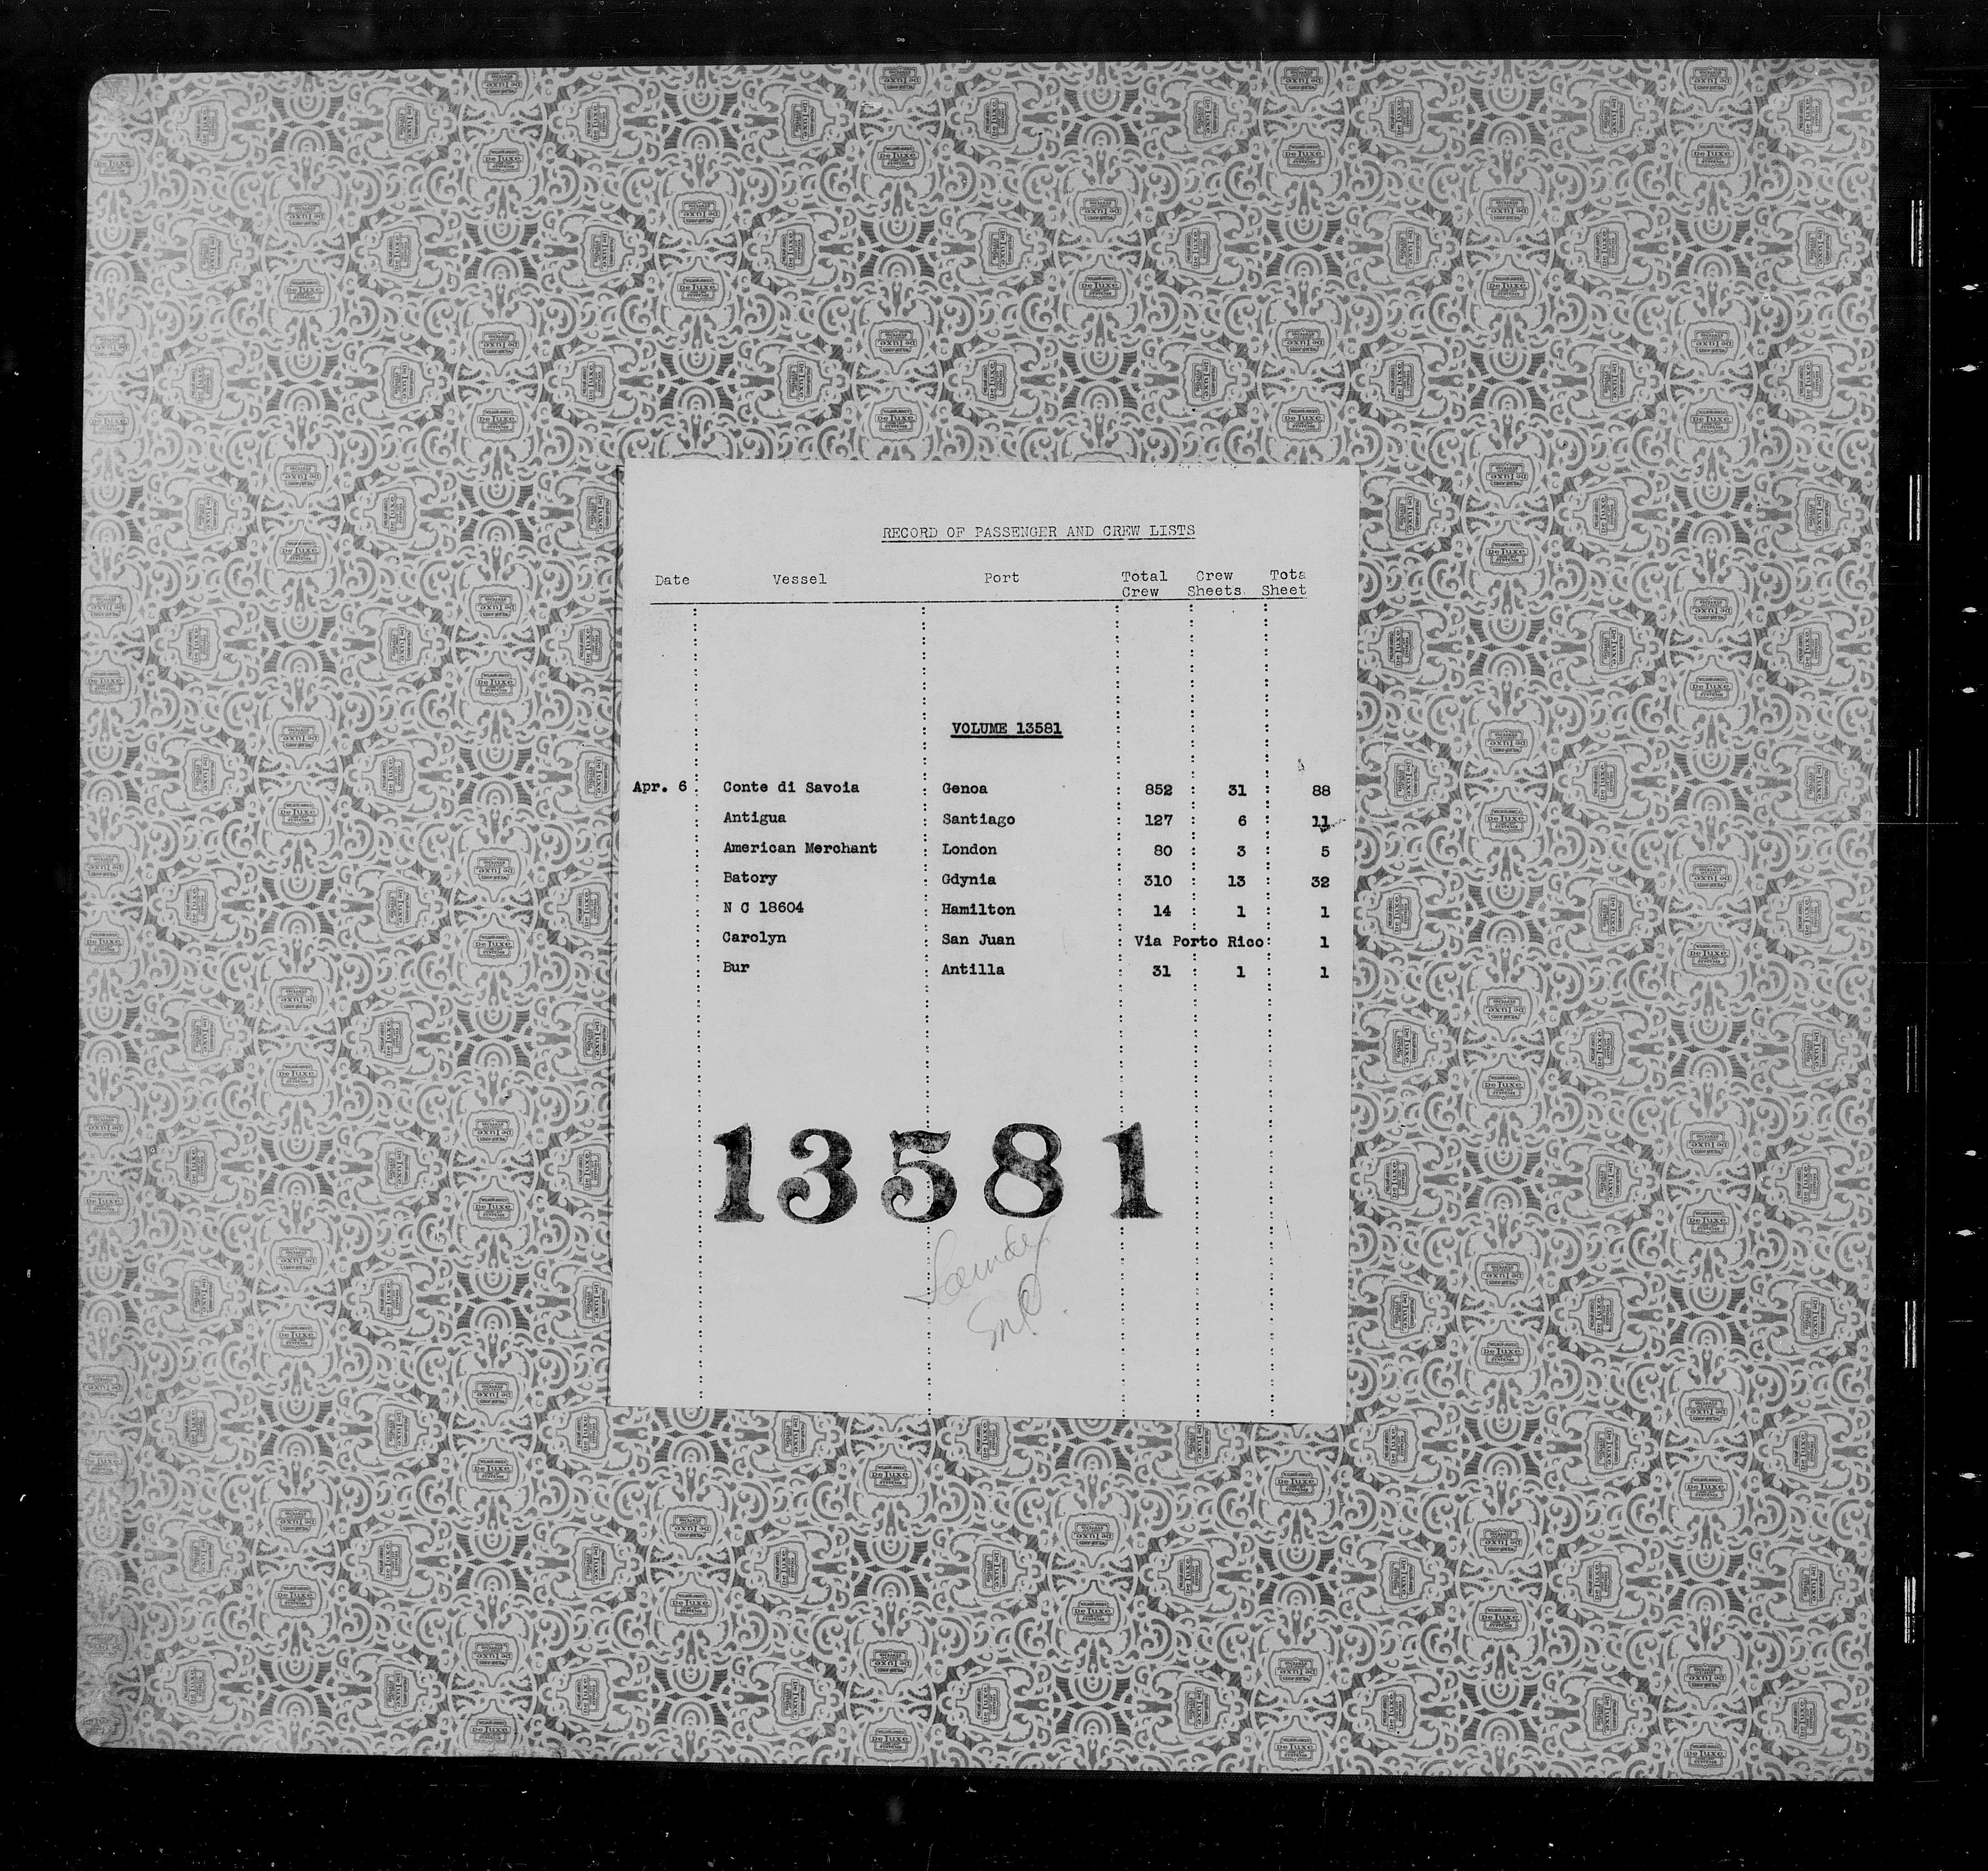 RECORD OF PASSENGER AND CREW LISTS
Date Vessel Port Total Crew Tota
Crew Sheets Sheet
VOLUME 13581
Apr. 6 Conte di Savoia Genoa 852 31 88
Antigua Santiago 127 6 11
American Merchant London 80 3 5
Batory Gdynia 310 13 32
N C 18604 Hamilton 14 1 1
Carolyn San Juan Via Porto Rico 1
Bur Antilla 31 1 1
13581